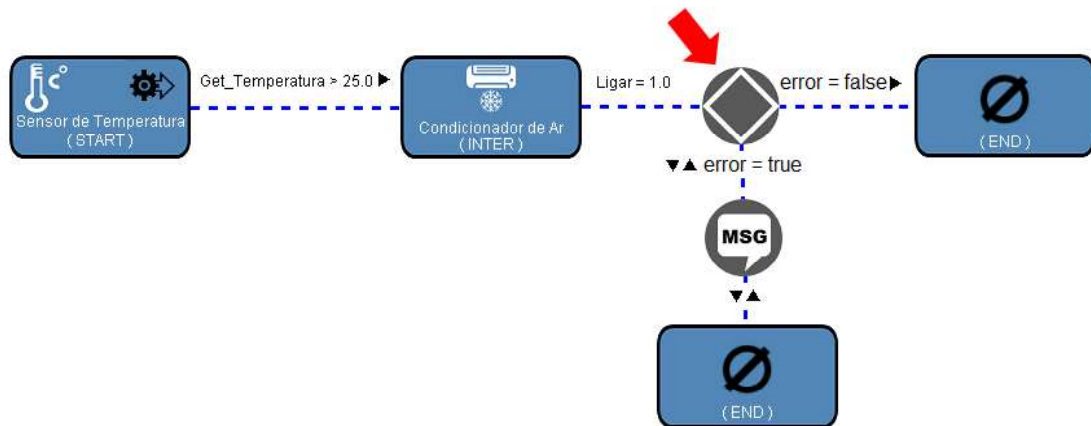 Get_Temperatura > 25.0 ▶
Ligar = 1.0
error = false▶
c°
Sensor de Temperatura
( START )
Condicionador de Ar
(INTER)
( END )
▼▲ error = true
MSG
▼▲
( END )